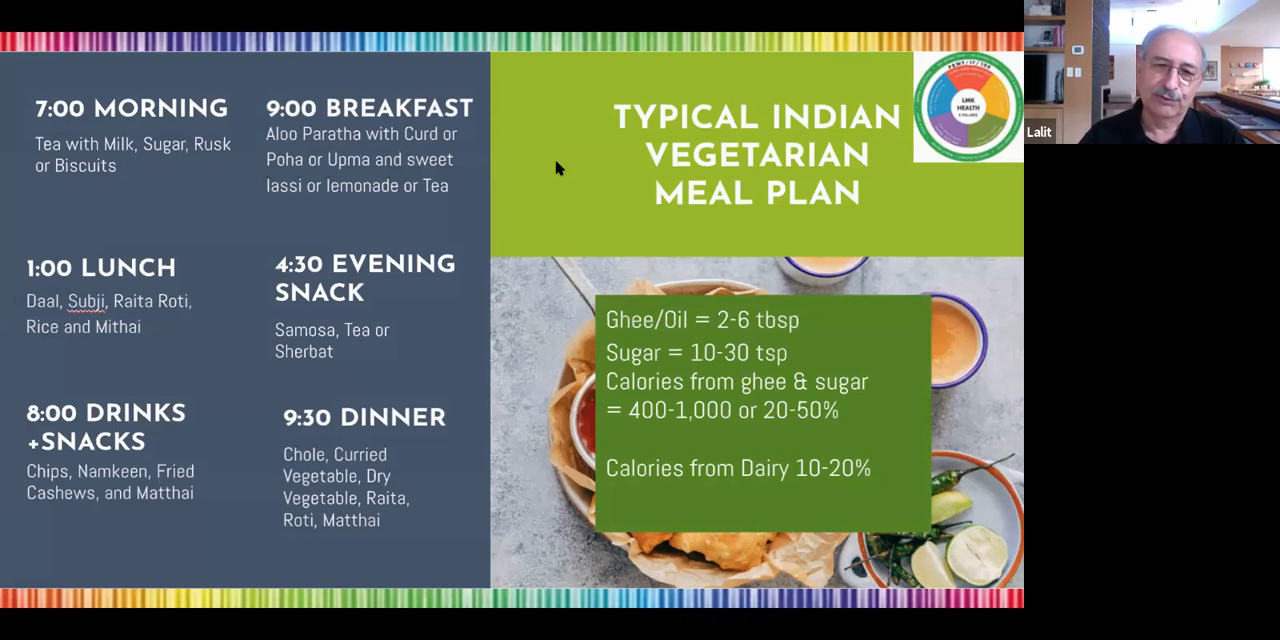 7:00 MORNING
Tea with Milk, Sugar, Rusk
or Biscuits
9:00 BREAKFAST
Aloo Paratha with Curd or
Poha or Upma and sweet
lassi or lemonade or Tea
1:00 LUNCH
Daal, Subji, Raita Roti,
Rice and Mithai
4:30 EVENING
SNACK
Samosa, Tea or
Sherbat
8:00 DRINKS
+SNACKS
Chips, Namkeen, Fried
Cashews, and Matthai
9:30 DINNER
Chole, Curried
Vegetable, Dry
Vegetable, Raita,
Roti, Matthai
TYPICAL INDIAN
VEGETARIAN
MEAL PLAN
LMK
HEALTH
Ghee/Oil = 2-6 tbsp
Sugar = 10-30 tsp
Calories from ghee & sugar
= 400-1,000 or 20-50%
Calories from Dairy 10-20%
Lalit